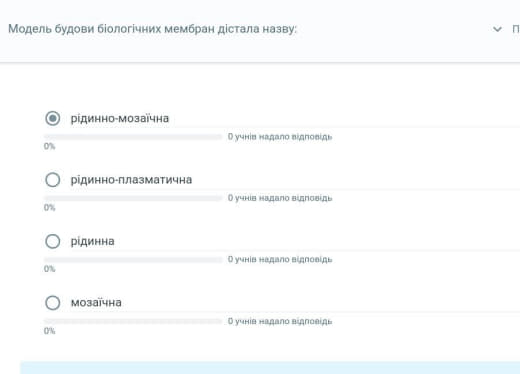 Модель будови біологічних мембран дістала назву:
П
рідинно-мозаїчна
0 учнів надало відповідь
0%
рідинно-плазматична
0 учнів надало відповідь
0%
рідинна
0 учнів надало відповідь
0%
мозаїчна
0 учнів надало відповідь
0%